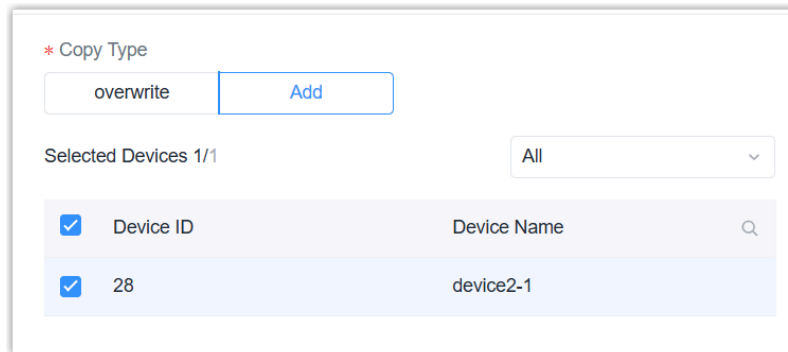 * Copy Type
overwrite Add
Selected Devices 1/1 All
Device ID Device Name
28 device2-1